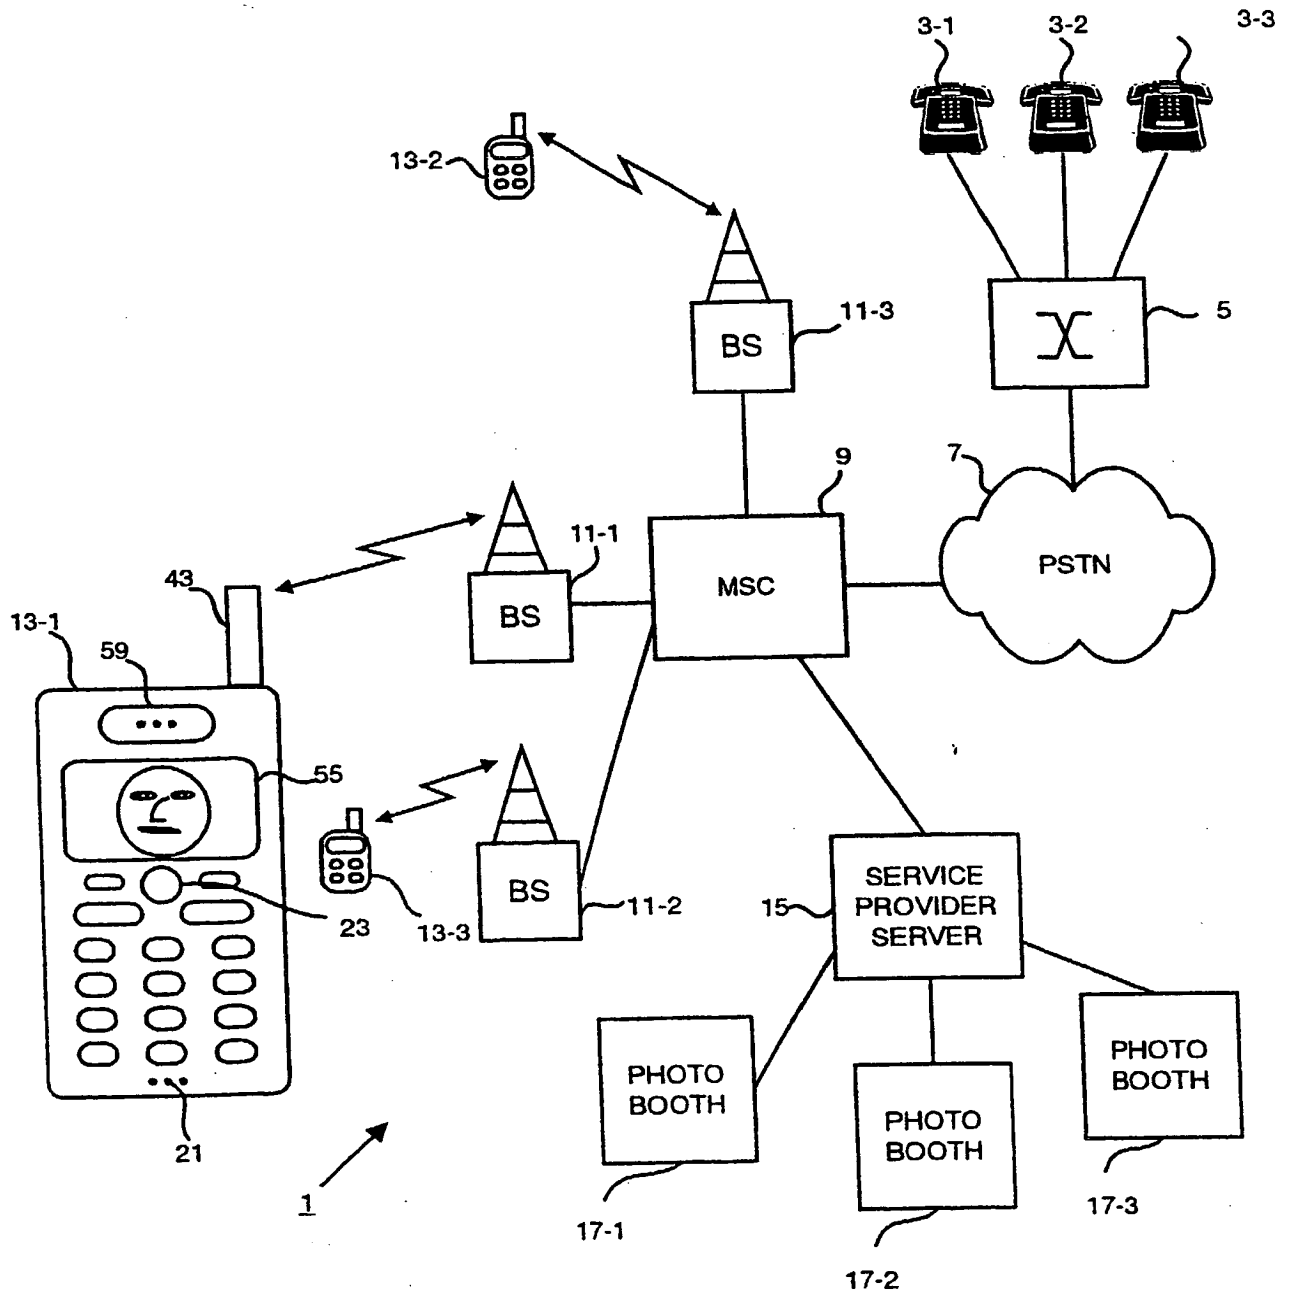 3-1
3-2
3-3
13-2
11-3
BS
5
9
7
11-1
MSC
PSTN
43
BS
13-1
59
55
SERVICE
PROVIDER
SERVER
15
BS
11-2
23
13-3
PHOTO
BOOTH
PHOTO
BOOTH
PHOTO
BOOTH
21
1
17-1
17-2
17-3